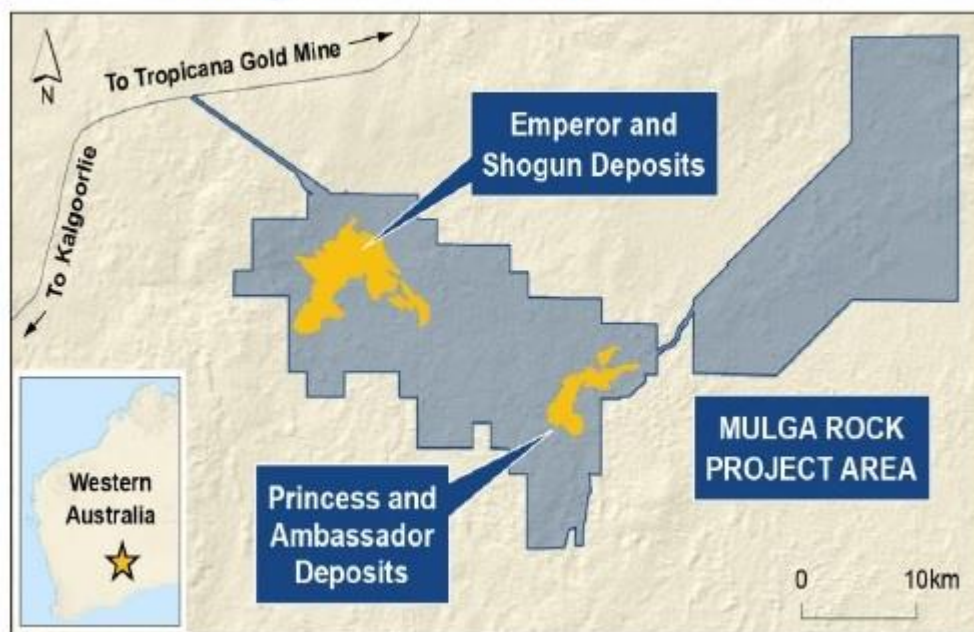 To Tropicana Gold Mine
N
To Kalgoorlie
Emperor and
Shogun Deposits
MULGA ROCK
PROJECT AREA
Princess and
Ambassador
Deposits
Western
Australia
0 10km